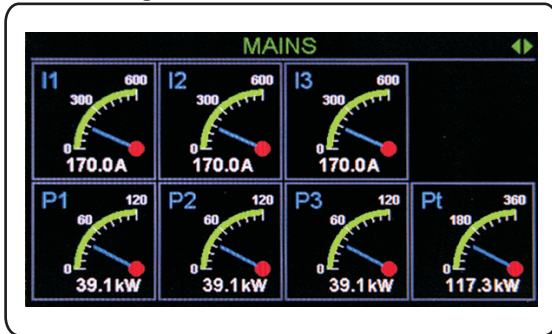 MAINS
I1 600 300 0 170.0A
I2 600 300 0 170.0A
I3 600 300 0 170.0A
P1 120 60 0 39.1kW
P2 120 60 0 39.1kW
P3 120 60 0 39.1kW
Pt 360 180 0 117.3kW